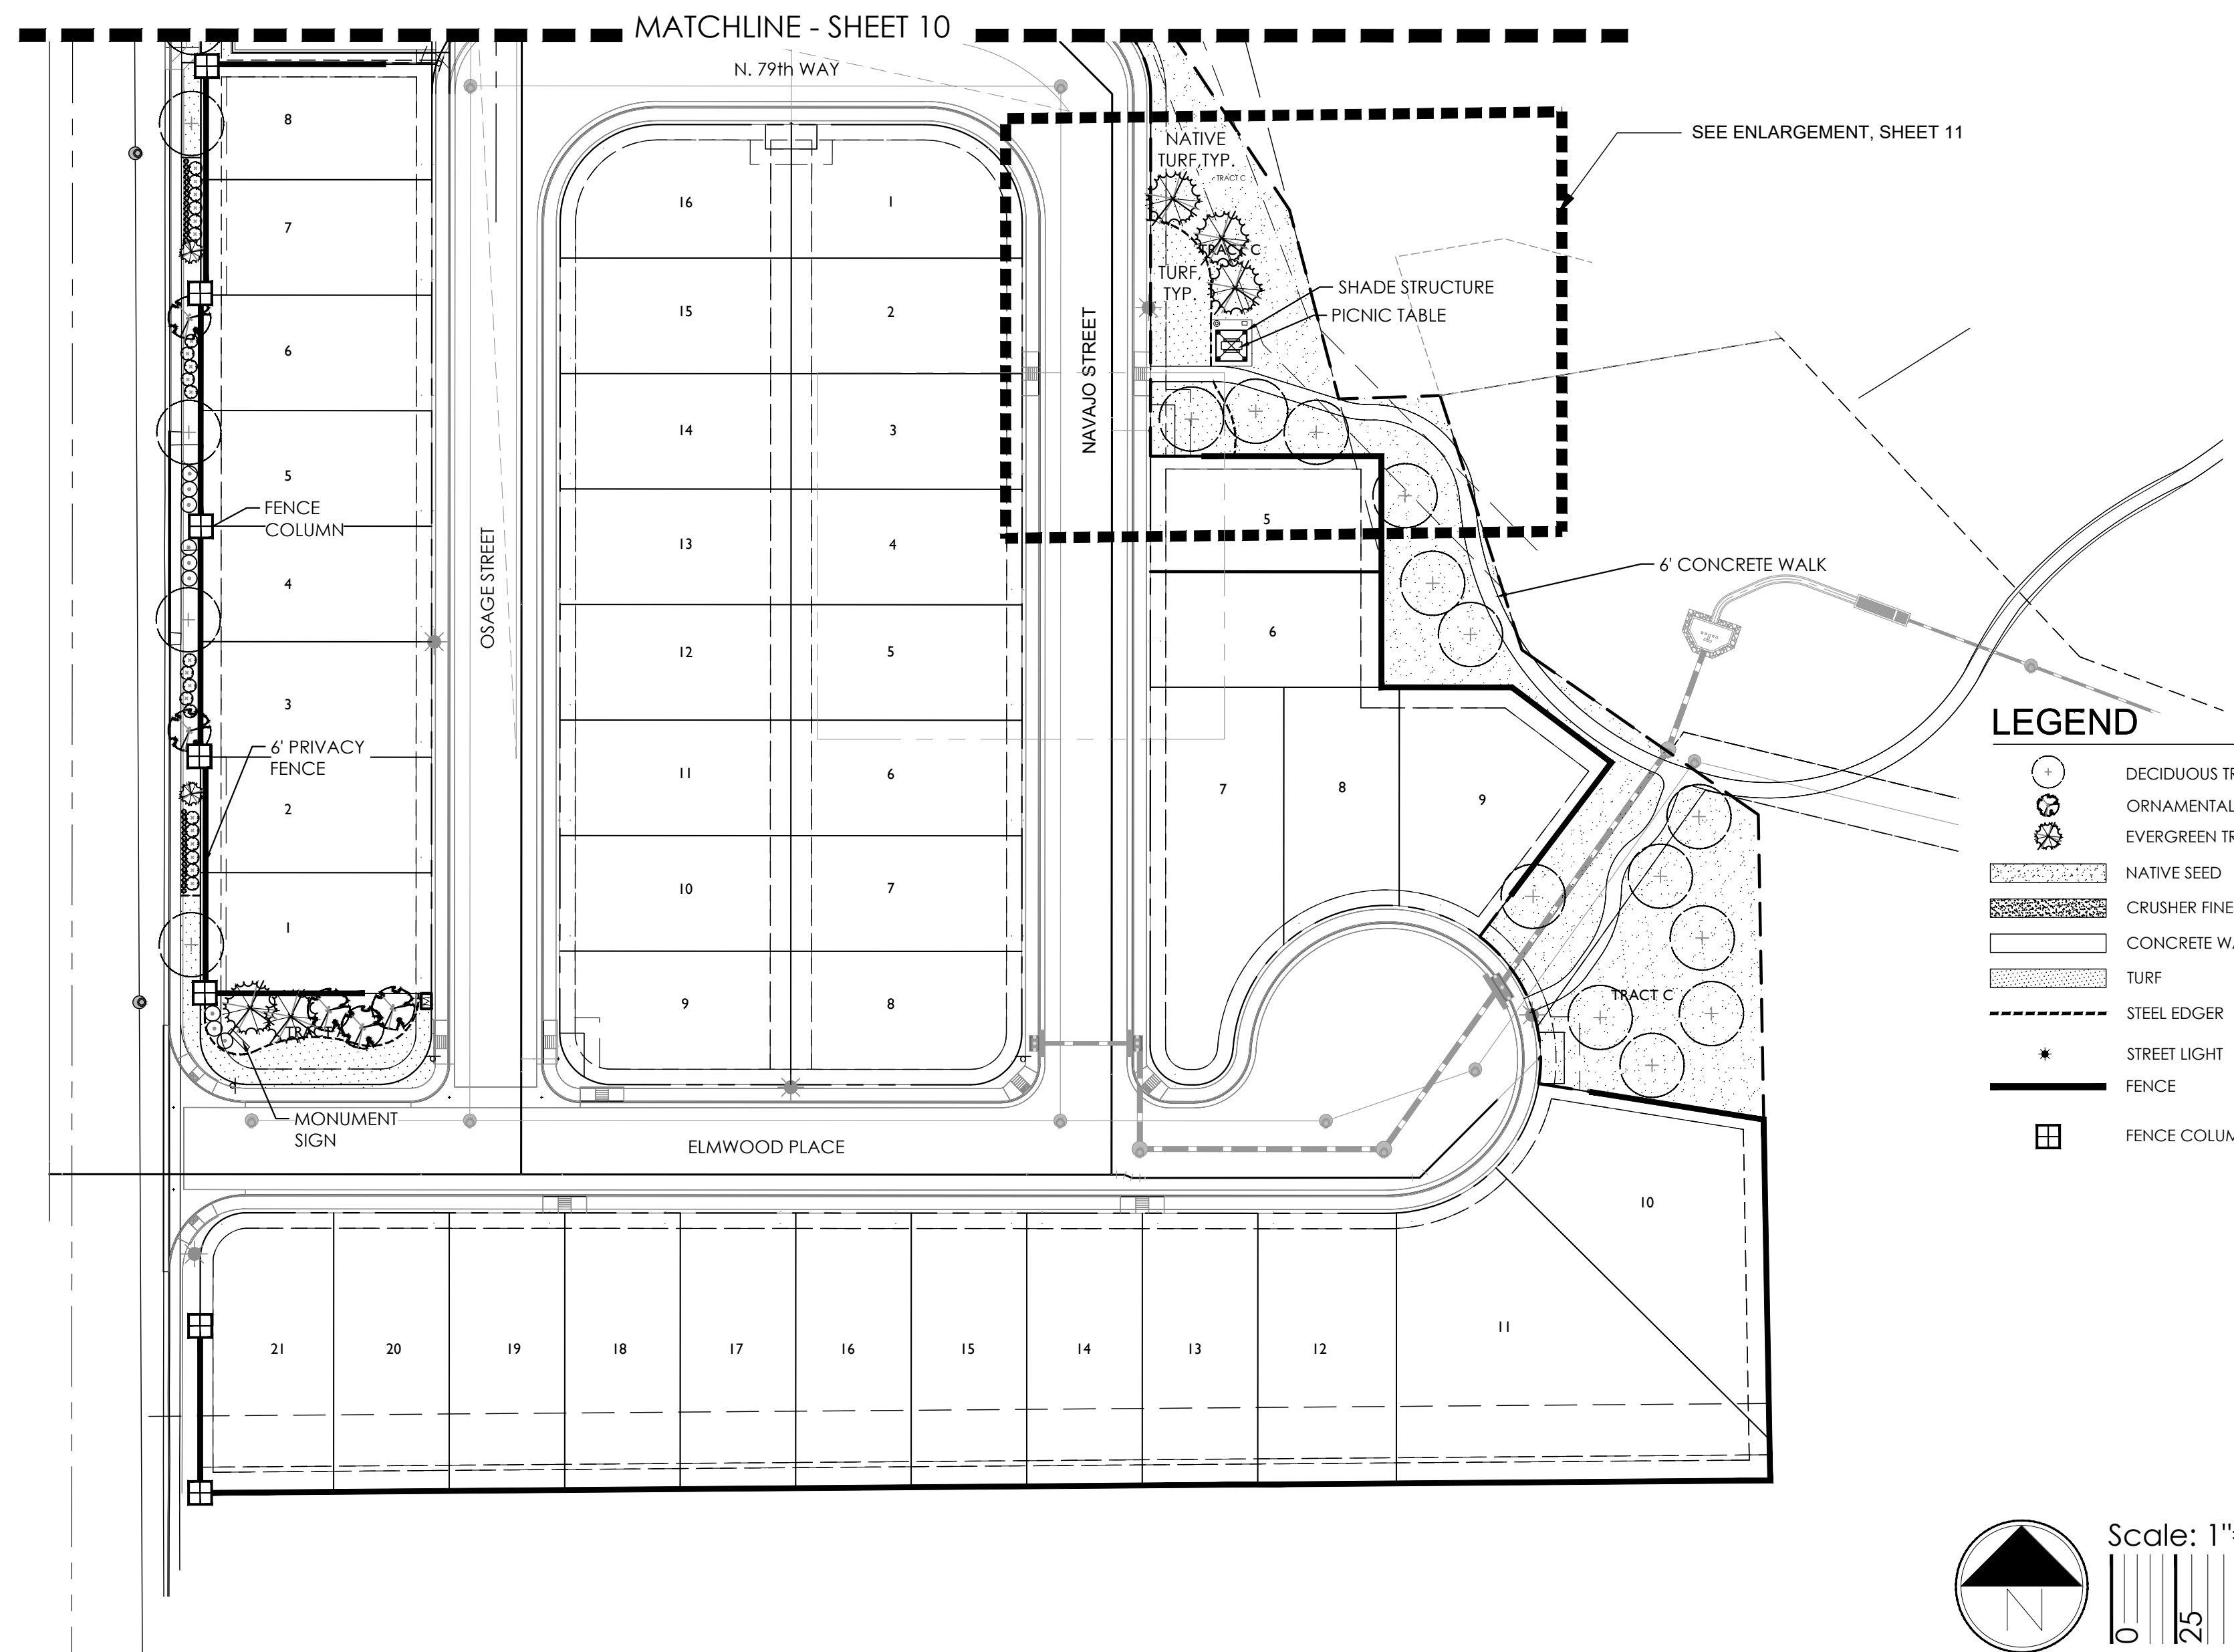 MATCHLINE - SHEET 10
N. 79th WAY
SEE ENLARGEMENT, SHEET 11
NATIVE
TURF, TYP.
TRACT C
TRACT C
TURF,
TYP.
SHADE STRUCTURE
PICNIC TABLE
NAVAJO STREET
OSAGE STREET
8
7
6
5
FENCE
COLUMN
4
3
6' PRIVACY
FENCE
2
1
TRACT
MONUMENT
SIGN
16
1
15
2
14
3
13
4
12
5
11
6
10
7
9
8
5
6
7
8
9
6' CONCRETE WALK
TRACT C
ELMWOOD PLACE
10
11
21
20
19
18
17
16
15
14
13
12
LEGEND
DECIDUOUS TR
ORNAMENTAL
EVERGREEN TR
NATIVE SEED
CRUSHER FINE
CONCRETE WA
TURF
STEEL EDGER
STREET LIGHT
FENCE
FENCE COLUM
N
Scale: 1"=
0
25